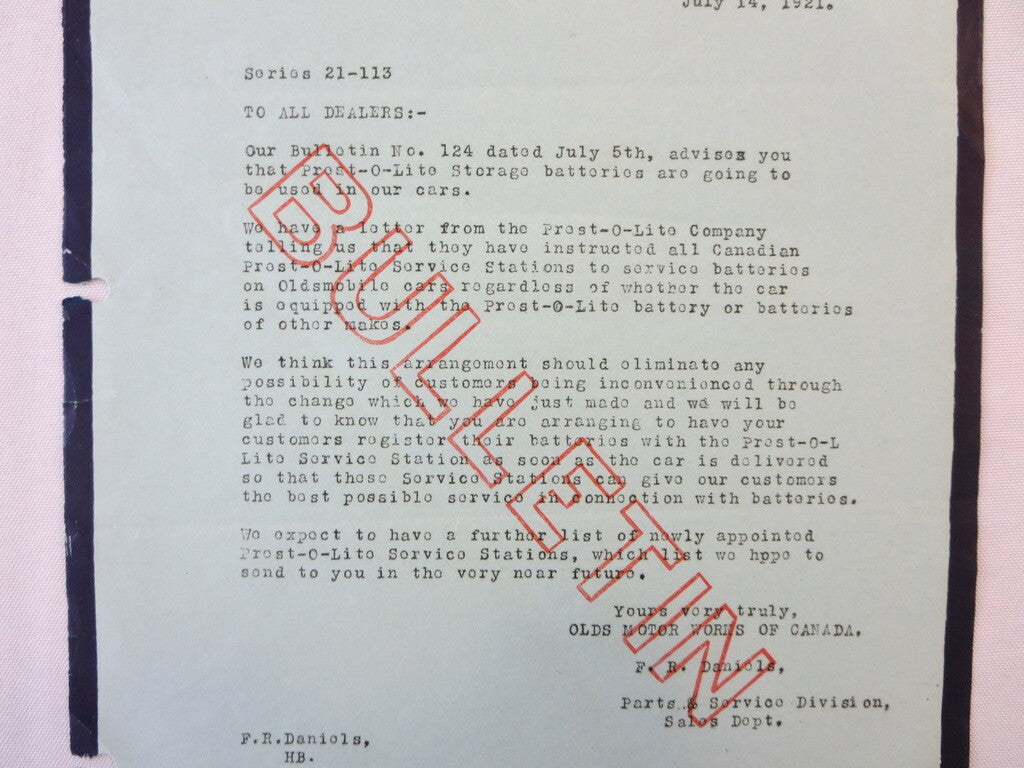 July 14, 1921.
Series 21-113
TO ALL DEALERS:-
Our Bulletin No. 124 dated July 5th, advises you
that Prest-O-Lite Storage batteries are going to
be used in our cars.
We have a letter from the Prest-O-Lite Company
telling us that they have instructed all Canadian
Prest-O-Lite Service Stations to service batteries
on Oldsmobile cars regardless of whether the car
is equipped with the Prest-O-Lite battery or batteries
of other makes.
We think this arrangement should eliminate any
possibility of customers being inconvenienced through
the change which we have just made and we will be
glad to know that you are arranging to have your
customers register their batteries with the Prest-O-L
Lite Service Station as soon as the car is delivered
so that these Service Stations can give our customers
the best possible service in connection with batteries.
We expect to have a further list of newly appointed
Prest-O-Lite Service Stations, which list we hppe to
send to you in the very near future.
Yours very truly,
OLDS MOTOR WORKS OF CANADA.
F. R. Daniels,
Parts & Service Division,
Sales Dept.
F.R.Daniels,
HB.
BULLETIN